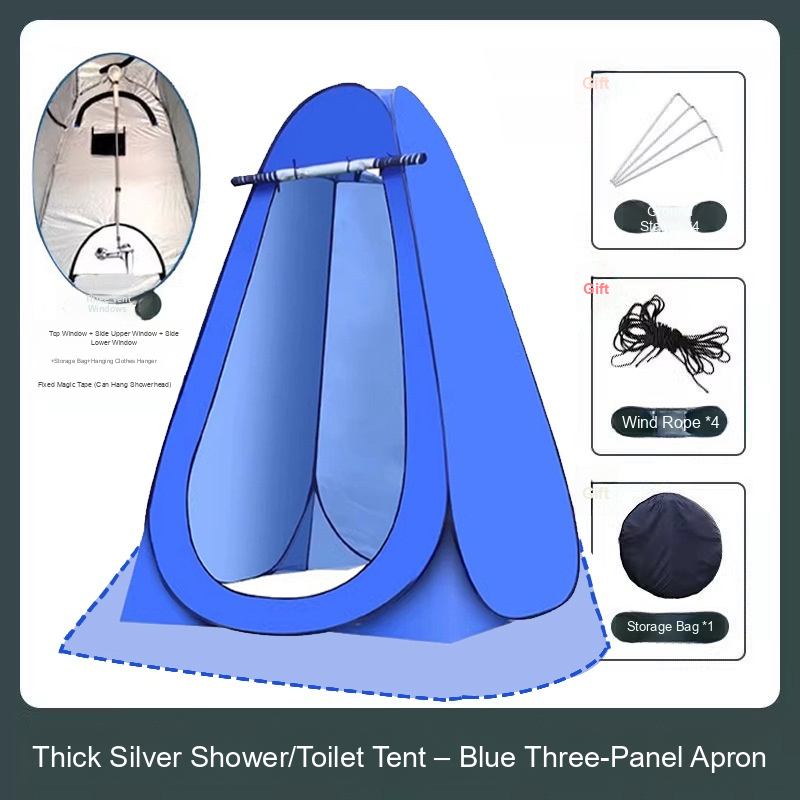 Gift
Gift
Wind Rope *4
Gift
Storage Bag *1
Windows
Top Window + Side Upper Window + Side
Lower Window
+Storage Bag+Hanging Clothes Hanger
Fixed Magic Tape (Can Hang Showerhead)
Thick Silver Shower/Toilet Tent – Blue Three-Panel Apron